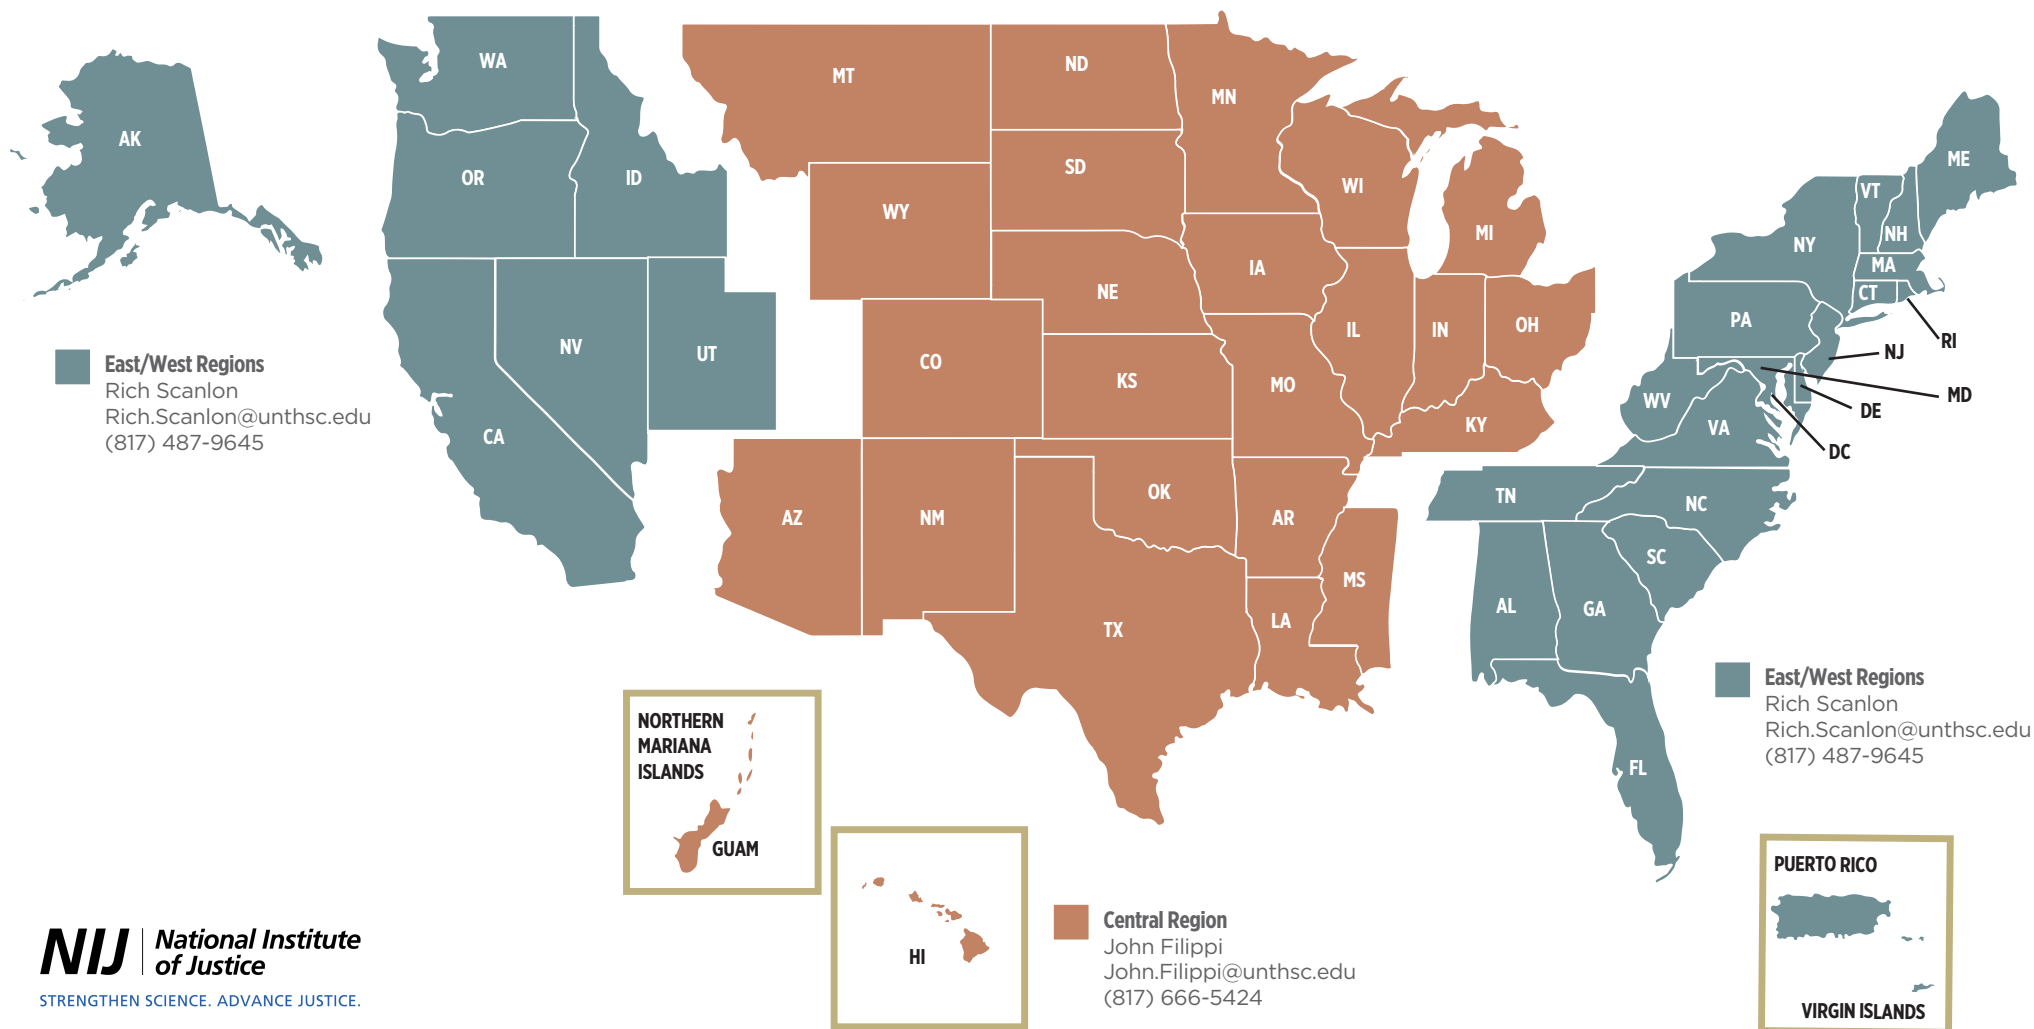 WA
MT
ND
MN
AK
OR
ID
SD
WI
ME
WY
VT
NH
NY
MI
MA
IA
NE
CT
PA
RI
NJ
IL
IN
OH
NV
UT
CO
KS
MO
MD
DE
WV
VA
DC
KY
CA
East/West Regions
Rich Scanlon
Rich.Scanlon@unthsc.edu
(817) 487-9645
AZ
NM
OK
AR
TN
NC
SC
MS
AL
GA
TX
LA
FL
East/West Regions
Rich Scanlon
Rich.Scanlon@unthsc.edu
(817) 487-9645
NORTHERN
MARIANA
ISLANDS
GUAM
HI
Central Region
John Filippi
John.Filippi@unthsc.edu
(817) 666-5424
PUERTO RICO
VIRGIN ISLANDS
NIJ
National Institute
of Justice
STRENGTHEN SCIENCE. ADVANCE JUSTICE.